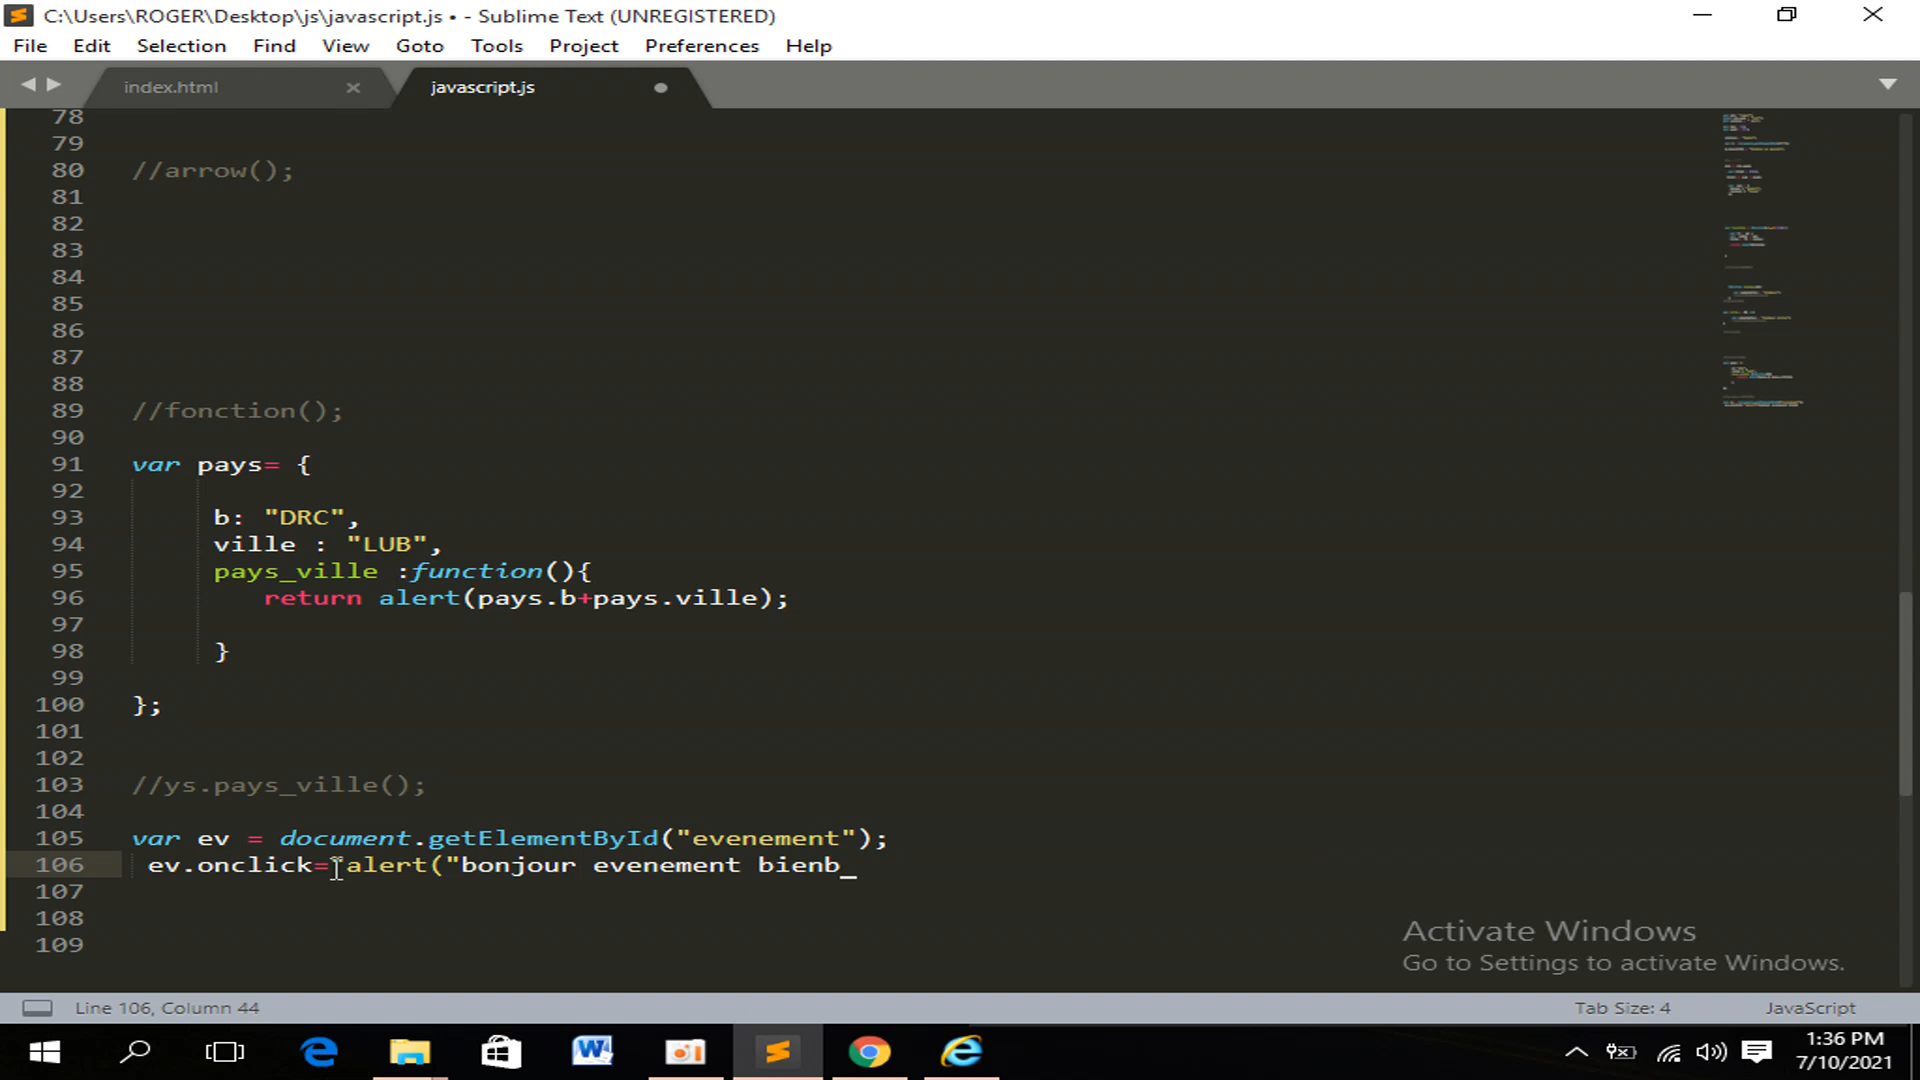 C:\Users\ROGER\Desktop\js\javascript.js • - Sublime Text (UNREGISTERED)
File Edit Selection Find View Goto Tools Project Preferences Help
index.html javascript.js
78
79
80 //arrow();
81
82
83
84
85
86
87
88
89 //fonction();
90
91 var pays= {
92
93 b: "DRC",
94 ville : "LUB",
95 pays_ville :function(){
96 return alert(pays.b+pays.ville);
97
98 }
99
100 };
101
102
103 //ys.pays_ville();
104
105 var ev = document.getElementById("evenement");
106 ev.onclick="alert("bonjour evenement bienb
107
108
109
Activate Windows
Go to Settings to activate Windows.
Line 106, Column 44 Tab Size: 4 JavaScript
1:36 PM
7/10/2021